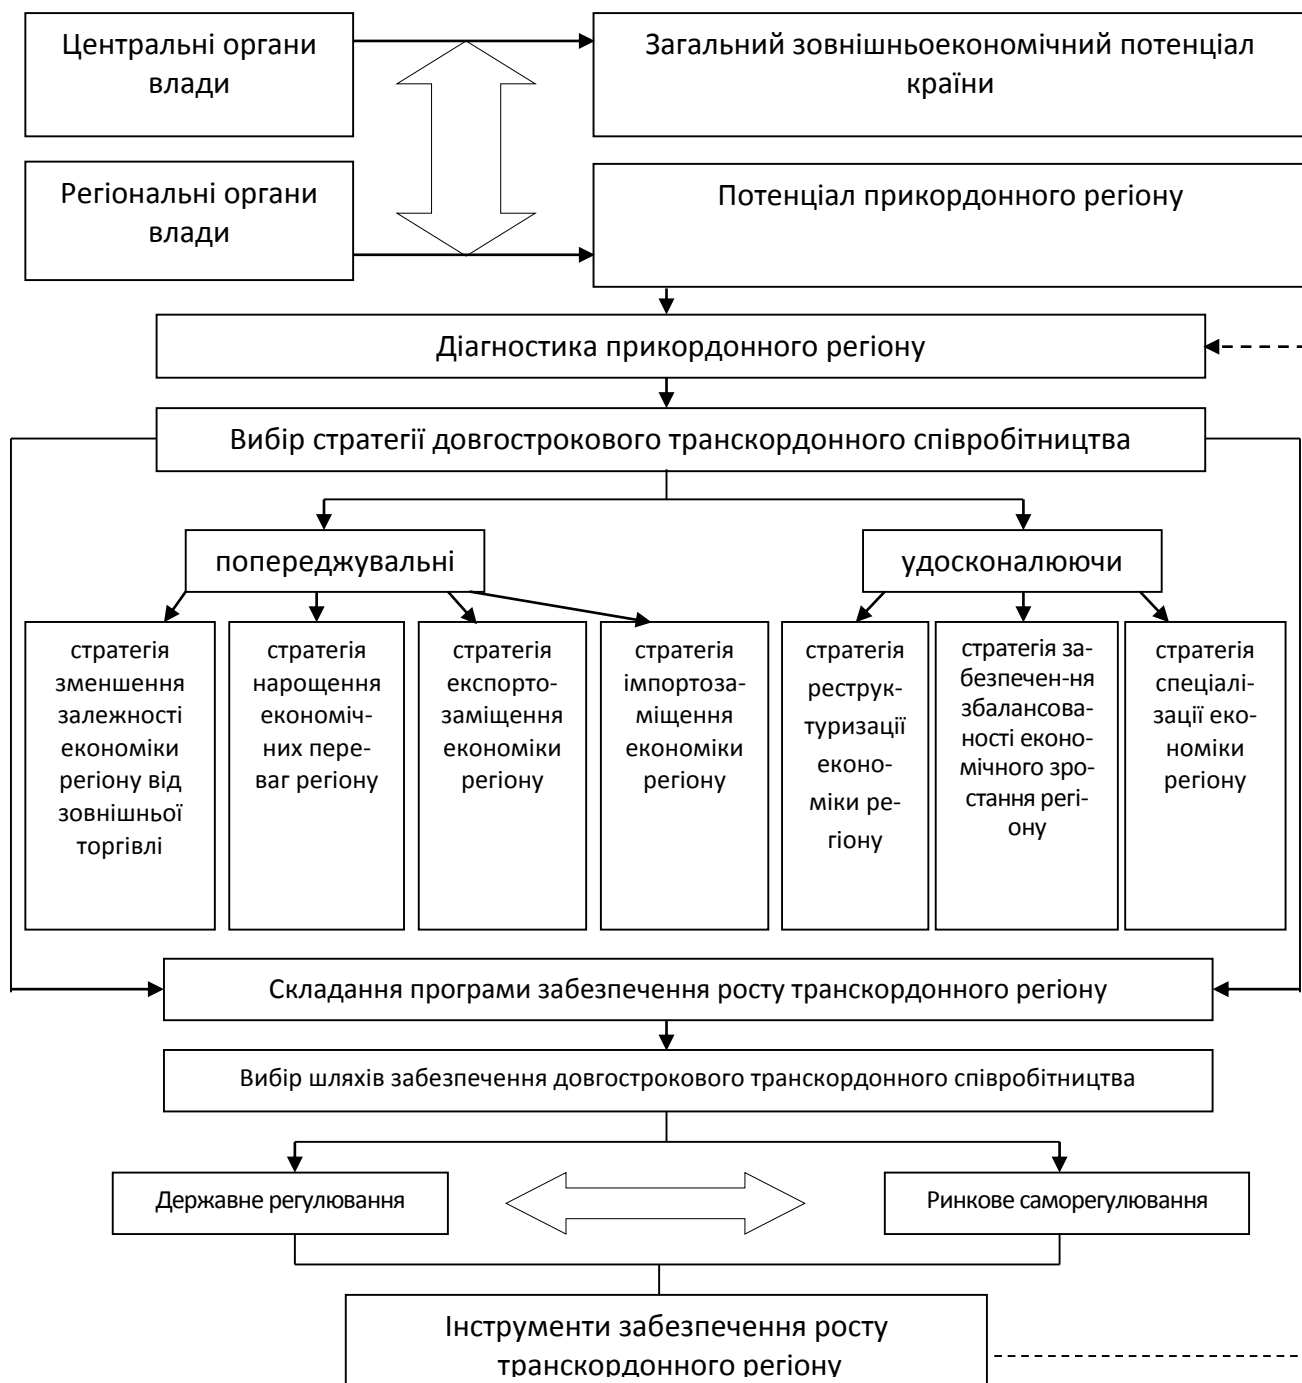 Центральні органи
влади
Загальний зовнішньоекономічний потенціал
країни
Регіональні органи
влади
Потенціал прикордонного регіону
Діагностика прикордонного регіону
Вибір стратегії довгострокового транскордонного співробітництва
попереджувальні
удосконалюючи
стратегія
зменшення
залежності
економіки
регіону від
зовнішньої
торгівлі
стратегія
нарощення
економіч-
них пере-
ваг регіону
стратегія
експорто-
заміщення
економіки
регіону
стратегія
імпортоза-
міщення
економіки
регіону
стратегія
реструк-
туризації
еконо-
міки ре-
гіону
стратегія за-
безпечен-ня
збалансова-
ності еконо-
мічного зро-
стання регі-
ону
стратегія
спеціалі-
зації еко-
номіки
регіону
Складання програми забезпечення росту транскордонного регіону
Вибір шляхів забезпечення довгострокового транскордонного співробітництва
Державне регулювання
Ринкове саморегулювання
Інструменти забезпечення росту
транскордонного регіону